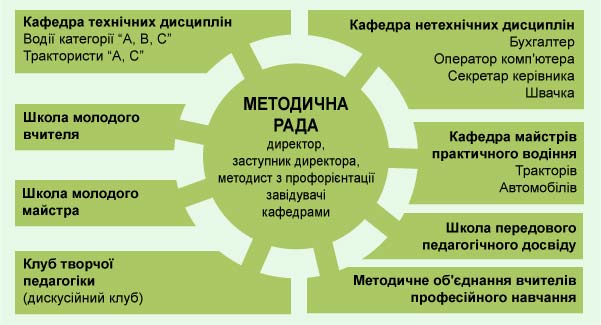 Кафедра технічних дисциплін
Водії категорії “А, В, С”
Трактористи “А, С”
Школа молодого
вчителя
Школа молодого
майстра
Клуб творчої
педагогіки
(дискусійний клуб)
МЕТОДИЧНА
РАДА
директор,
заступник директора,
методист з профорієнтації
завідувачі
кафедрами
Кафедра нетехнічних дисциплін
Бухгалтер
Оператор комп'ютера
Секретар керівника
Швачка
Кафедра майстрів
практичного водіння
Тракторів
Автомобілів
Школа передового
педагогічного досвіду
Методичне об'єднання вчителів
професійного навчання